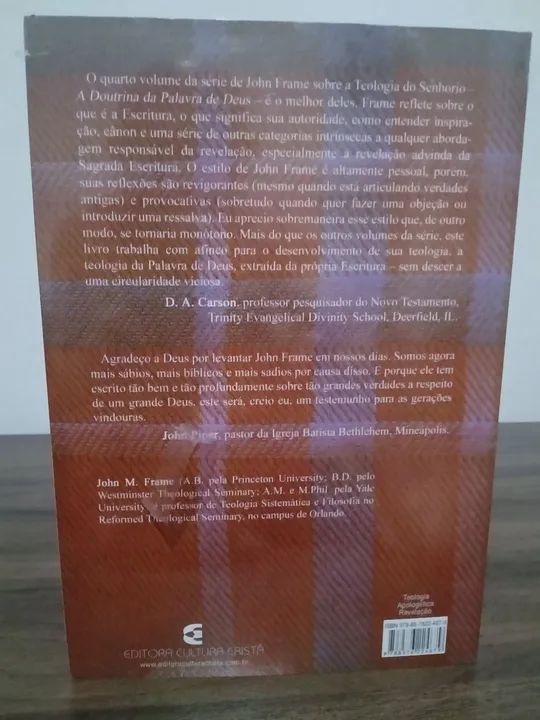 O quarto volume da série de John Frame sobre a Teologia do Senhorio –
A Doutrina da Palavra de Deus – é o melhor deles. Frame reflete sobre o
que é a Escritura, o que significa sua autoridade, como entender inspira-
ção, cânon e uma série de outras categorias intrínsecas a qualquer aborda-
gem responsável da revelação, especialmente a revelação advinda da
Sagrada Escritura. O estilo de John Frame é altamente pessoal, porém,
suas reflexões são revigorantes (mesmo quando está articulando verdades
antigas) e provocativas (sobretudo quando quer fazer uma objeção ou
introduzir uma ressalva). Eu aprecio sobremaneira esse estilo que, de outro
modo, se tornaria monótono. Mais do que os outros volumes da série, este
livro trabalha com afinco para o desenvolvimento de sua teologia, a
teologia da Palavra de Deus, extraída da própria Escritura – sem descer a
uma circularidade viciosa.
D. A. Carson, professor pesquisador do Novo Testamento,
Trinity Evangelical Divinity School, Deerfield, IL.
Agradeço a Deus por levantar John Frame em nossos dias. Somos agora
mais sábios, mais bíblicos e mais sadios por causa disso. E porque ele tem
escrito tão bem e tão profundamente sobre tão grandes verdades a respeito
de um grande Deus, este será, creio eu, um testemunho para as gerações
vindouras.
John Piper, pastor da Igreja Batista Bethlehem, Mineápolis.
John M. Frame (A.B. pela Princeton University; B.D. pelo
Westminster Theological Seminary; A.M. e M.Phil. pela Yale
University) é professor de Teologia Sistemática e Filosofia no
Reformed Theological Seminary, no campus de Orlando.
Teologia
Apologética
Revelação
EDITORA CULTURA CRISTÃ
www.editoraculturacrista.com.br